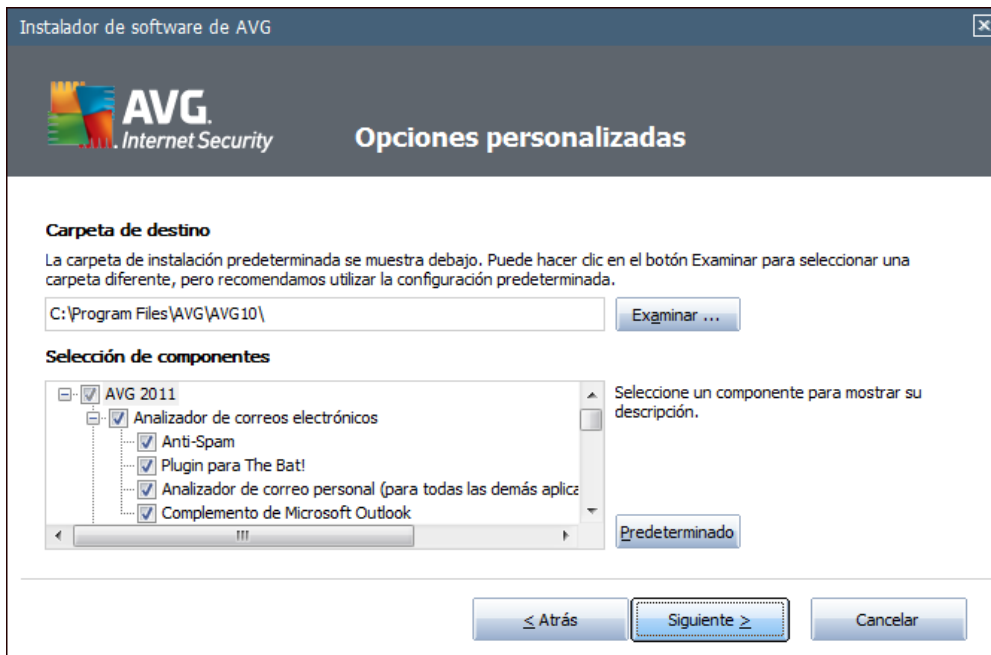 Instalador de software de AVG
AVG.
Internet Security
Opciones personalizadas
Carpeta de destino
La carpeta de instalación predeterminada se muestra debajo. Puede hacer clic en el botón Examinar para seleccionar una
carpeta diferente, pero recomendamos utilizar la configuración predeterminada.
C:\Program Files\AVG\AVG10\
Examinar ...
Selección de componentes
AVG 2011
Analizador de correos electrónicos
Anti-Spam
Plugin para The Bat!
Analizador de correo personal (para todas las demás aplica
Complemento de Microsoft Outlook
Seleccione un componente para mostrar su
descripción.
Predeterminado
< Atrás
Siguiente >
Cancelar